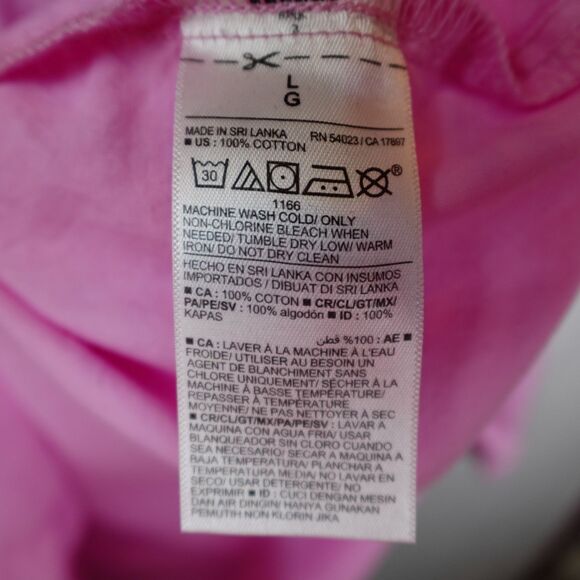 L
G
MADE IN SRI LANKA RN 54023 / CA 17897
■ US : 100% COTTON
30
®
1166
MACHINE WASH COLD/ ONLY
NON-CHLORINE BLEACH WHEN
NEEDED/ TUMBLE DRY LOW/ WARM
IRON/ DO NOT DRY CLEAN
HECHO EN SRI LANKA CON INSUMOS
IMPORTADOS / DIBUAT DI SRI LANKA
■ CA : 100% COTON ■ CR/CL/GT/MX/
PA/PE/SV : 100% algodón ■ ID : 100%
KAPAS
■ AE : 100% قطن
■ CA : LAVER À LA MACHINE À L'EAU
FROIDE/ UTILISER AU BESOIN UN
AGENT DE BLANCHIMENT SANS
CHLORE UNIQUEMENT/ SÉCHER À LA
MACHINE À BASSE TEMPÉRATURE/
REPASSER À TEMPÉRATURE
MOYENNE/ NE PAS NETTOYER À SEC
■ CR/CL/GT/MX/PA/PE/SV : LAVAR A
MAQUINA CON AGUA FRIA/ USAR
BLANQUEADOR SIN CLORO CUANDO
SEA NECESARIO/ SECAR A MAQUINA A
BAJA TEMPERATURA/ PLANCHAR A
TEMPERATURA MEDIA/ NO LAVAR EN
SECO/ USAR DETERGENTE/ NO
EXPRIMIR ■ ID : CUCI DENGAN MESIN
DAN AIR DINGIN/ HANYA GUNAKAN
PEMUTIH NON KLORIN JIKA